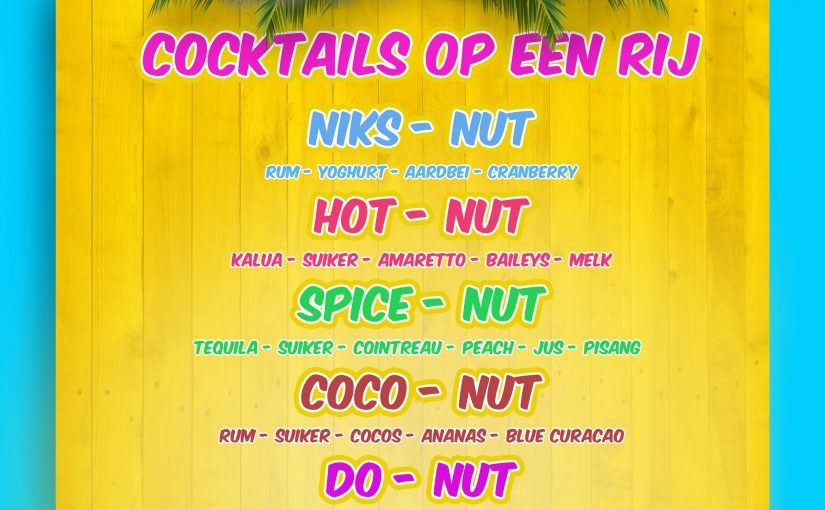 COCKTAILS OP EEN RIJ
NIKS - NUT
RUM - YOGHURT - AARDBEI - CRANBERRY
HOT - NUT
KALUA - SUIKER - AMARETTO - BAILEYS - MELK
SPICE - NUT
TEQUILA - SUIKER - COINTREAU - PEACH - JUS - PISANG
COCO - NUT
RUM - SUIKER - COCOS - ANANAS - BLUE CURACAO
DO - NUT